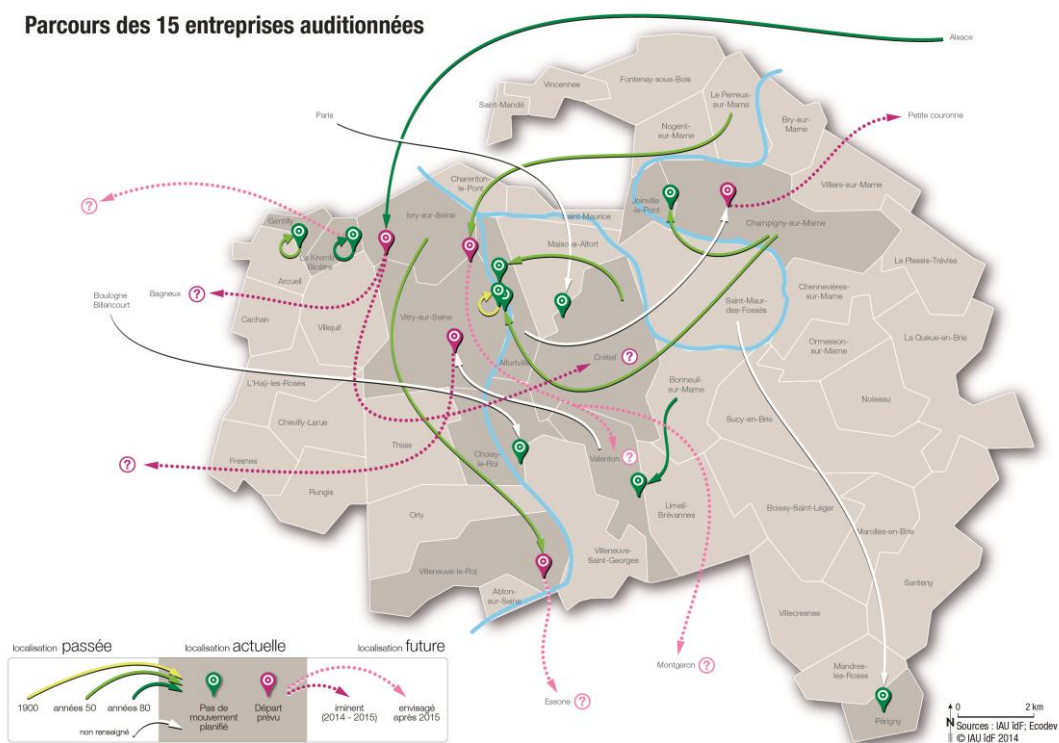 Parcours des 15 entreprises auditionnées
Alsace
Fontenay-sous-Bois
Vincennes
Saint-Mandé
Le Perreux-
sur-Marne
Paris
Nogent-
sur-Marne
Bry-sur-
Marne
Petite couronne
Charenton-
le-Pont
?
Joinville
le-Pont
Villiers-sur-Marne
Ivry-sur-Seine
Saint-Maurice
Gentilly
Champigny-sur-Marne
Maisons-Alfort
Le Kremlin
Bicêtre
Le Plessis-Trévise
Arcueil
Boulogne
Billancourt
Bagneux
?
Chennevières-
sur-Marne
Saint-Maur-
des-Fossés
Cachan
Villejuif
Vitry-sur-Seine
La Queue-en-Brie
Ormesson-
sur-Marne
Créteil
?
Alfortville
L'Haÿ-les-Roses
Bonneuil-
sur-Marne
Noiseau
Sucy-en-Brie
Chevilly-Larue
Thiais
Choisy-
le-Roi
Valenton
?
Fresnes
?
Rungis
Limeil-
Brévannes
Boissy-Saint-Léger
Orly
Marolles-en-Brie
Villeneuve-
Saint-Georges
Villeneuve-le-Roi
Santeny
Ablon-
sur-Seine
Villecresnes
Montgeron
?
Mandres-
les-Roses
Essone
?
Périgny
localisation passée
localisation actuelle
localisation future
1900
années 50
années 80
non renseigné
Pas de
mouvement
planifié
Départ
prévu
iminent
(2014 - 2015)
envisagé
après 2015
N
0
2 km
Sources : IAU îdF; Ecodev
© IAU îdF 2014